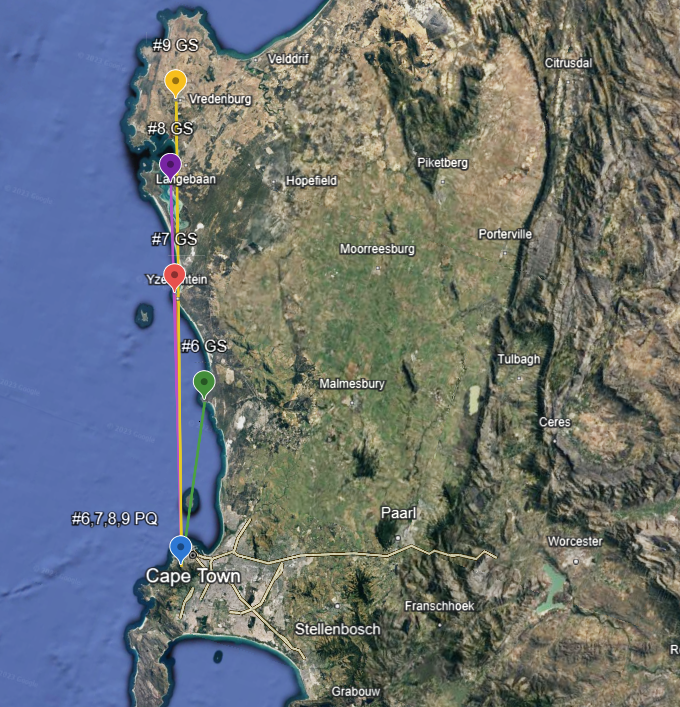 #9 GS
Velddrif
Citrusdal
Vredenburg
#8 GS
Piketberg
Langebaan
Hopefield
#7 GS
Porterville
Moorreesburg
#6 GS
Tulbagh
Malmesbury
Ceres
#6,7,8,9 PQ
Paarl
Worcester
Cape Town
Franschhoek
Stellenbosch
Grabouw